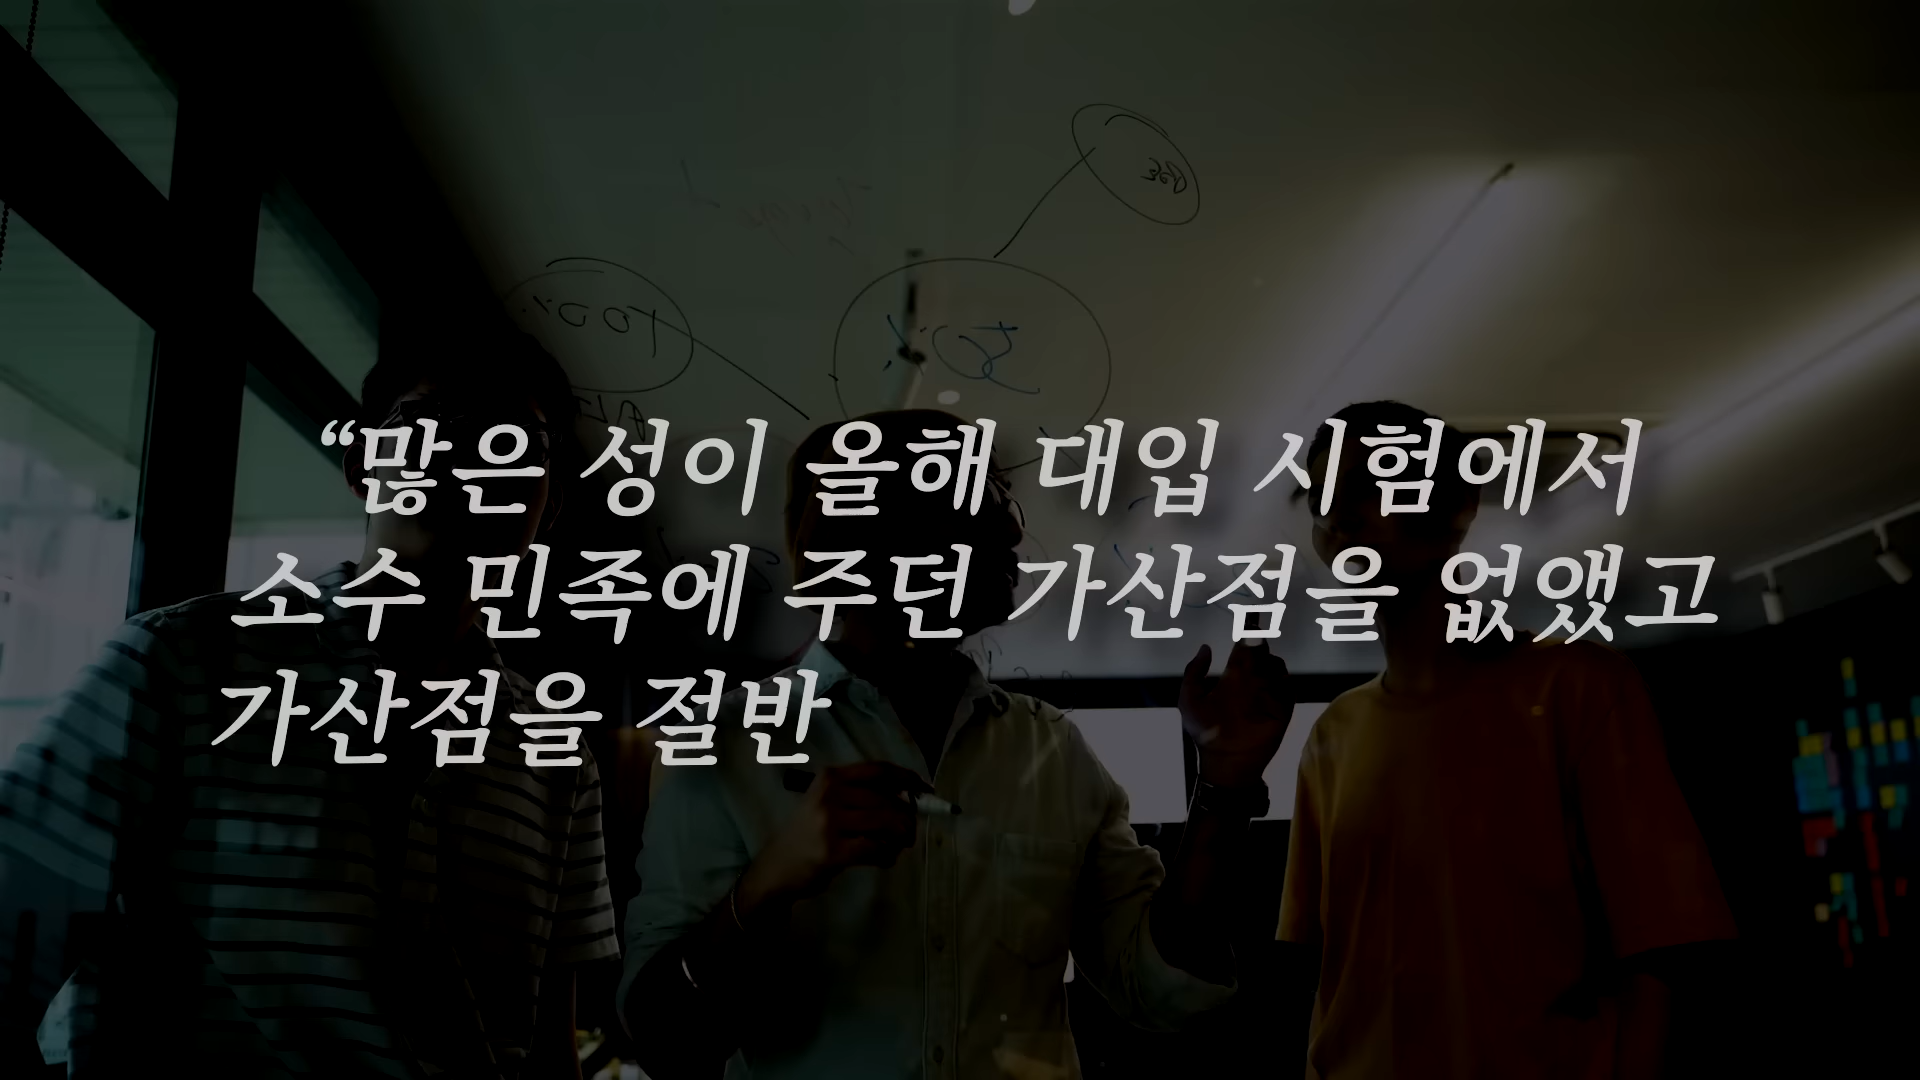 “많은 성이 올해 대입 시험에서
소수 민족에 주던 가산점을 없앴고
가산점을 절반